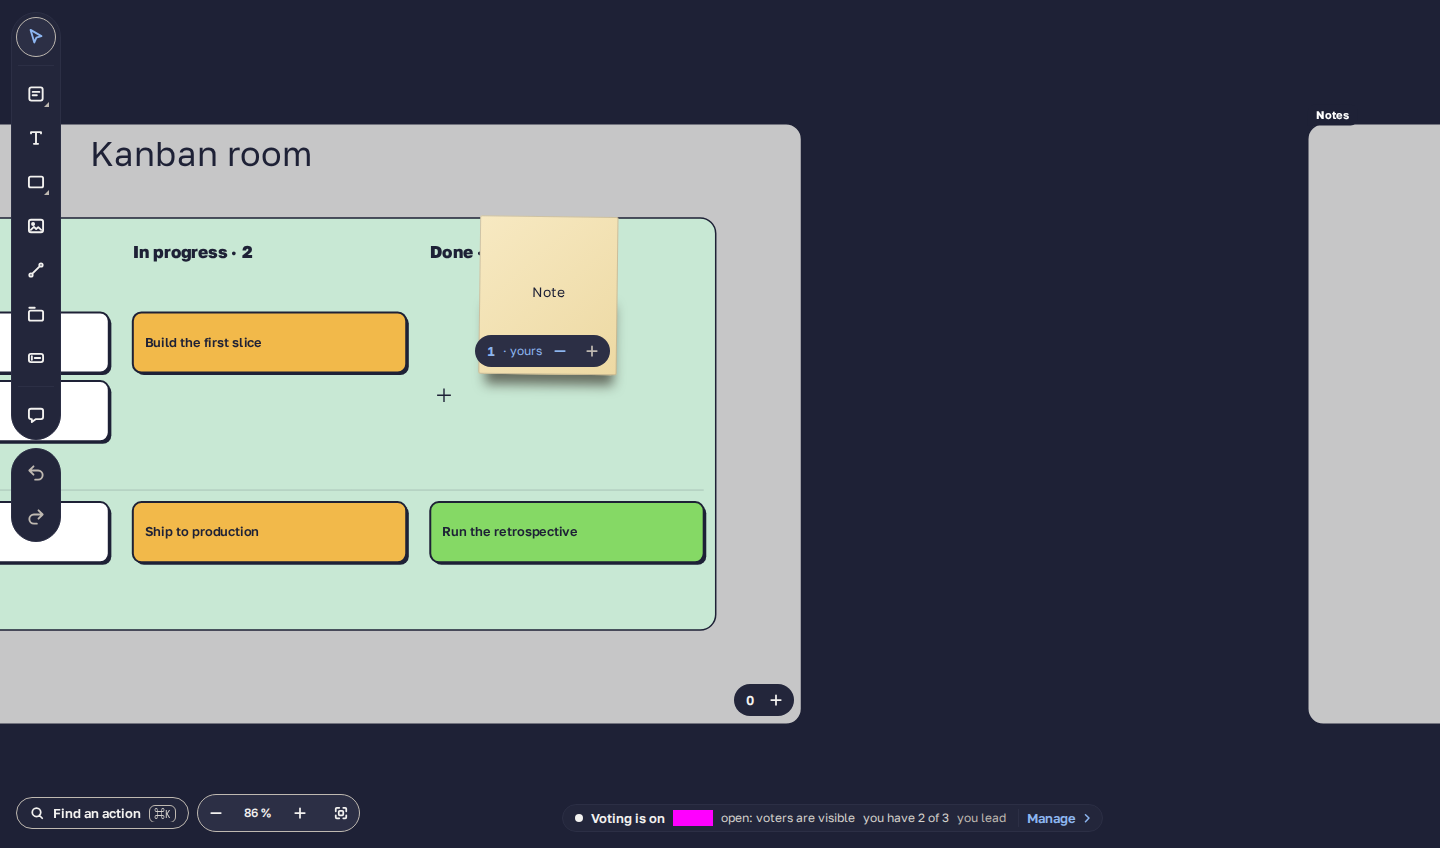 Notes
Kanban room
In progress · 2
Done ·
Note
Build the first slice
1 · yours
Ship to production
Run the retrospective
0
Find an action ⌘K
86 %
Voting is on
open: voters are visible you have 2 of 3 you lead
Manage